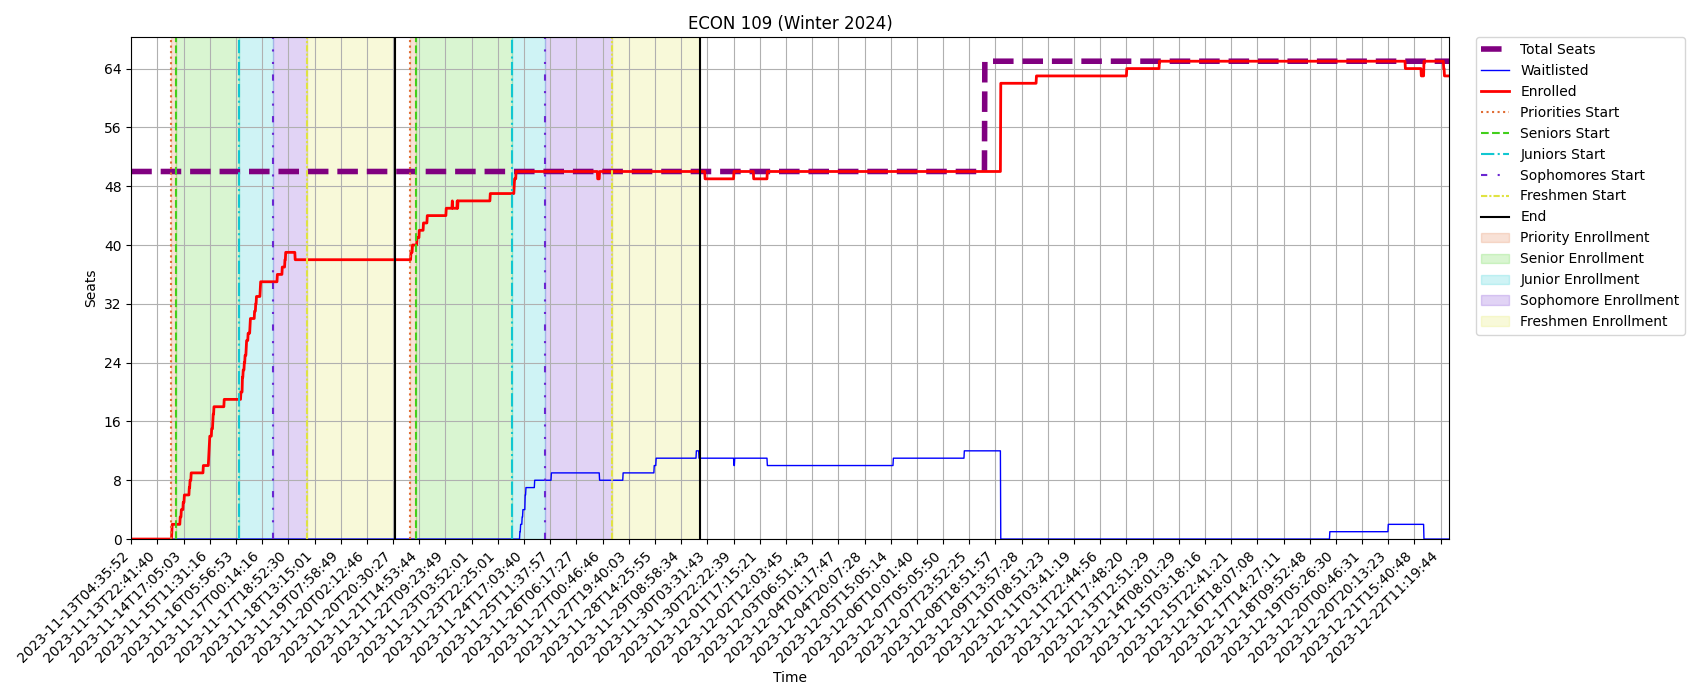 ECON 109 (Winter 2024)
Seats
64
56
48
40
32
24
16
8
0
2023-11-13T04:35:52
2023-11-13T22:41:40
2023-11-14T17:05:03
2023-11-15T11:31:16
2023-11-16T05:56:53
2023-11-17T00:14:16
2023-11-17T18:52:30
2023-11-18T13:15:01
2023-11-19T07:58:49
2023-11-20T02:12:46
2023-11-20T20:30:27
2023-11-21T14:53:44
2023-11-22T09:23:49
2023-11-23T03:52:01
2023-11-23T22:25:01
2023-11-24T17:03:40
2023-11-25T11:37:57
2023-11-26T06:17:27
2023-11-27T00:46:46
2023-11-27T19:40:03
2023-11-28T14:25:55
2023-11-29T08:58:34
2023-11-30T03:31:43
2023-11-30T22:22:39
2023-12-01T17:15:21
2023-12-02T12:03:45
2023-12-03T06:51:43
2023-12-04T01:17:47
2023-12-04T20:07:28
2023-12-05T15:05:14
2023-12-06T10:01:40
2023-12-07T05:05:50
2023-12-07T23:52:25
2023-12-08T18:51:57
2023-12-09T13:57:28
2023-12-10T08:51:23
2023-12-11T03:41:19
2023-12-11T22:44:56
2023-12-12T17:48:20
2023-12-13T12:51:29
2023-12-14T08:01:29
2023-12-15T03:18:16
2023-12-15T22:41:21
2023-12-16T18:07:08
2023-12-17T14:27:11
2023-12-18T09:52:48
2023-12-19T05:26:30
2023-12-20T00:46:31
2023-12-20T20:13:23
2023-12-21T15:40:48
2023-12-22T11:19:44
Time
Total Seats
Waitlisted
Enrolled
Priorities Start
Seniors Start
Juniors Start
Sophomores Start
Freshmen Start
End
Priority Enrollment
Senior Enrollment
Junior Enrollment
Sophomore Enrollment
Freshmen Enrollment